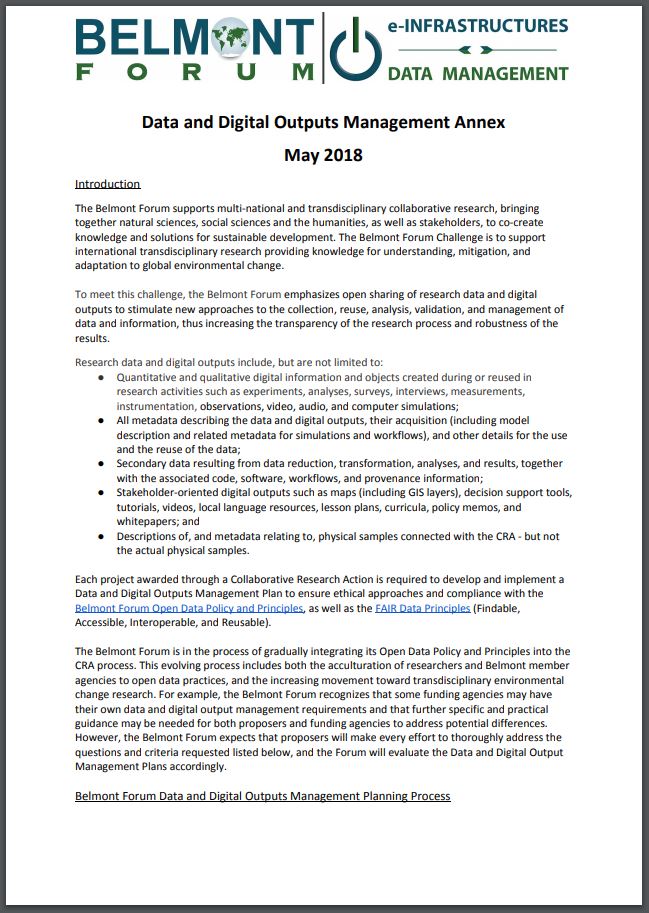 BELMONT
FORUM
e-INFRASTRUCTURES
DATA MANAGEMENT
Data and Digital Outputs Management Annex
May 2018
Introduction
The Belmont Forum supports multi-national and transdisciplinary collaborative research, bringing
together natural sciences, social sciences and the humanities, as well as stakeholders, to co-create
knowledge and solutions for sustainable development. The Belmont Forum Challenge is to support
international transdisciplinary research providing knowledge for understanding, mitigation, and
adaptation to global environmental change.
To meet this challenge, the Belmont Forum emphasizes open sharing of research data and digital
outputs to stimulate new approaches to the collection, reuse, analysis, validation, and management of
data and information, thus increasing the transparency of the research process and robustness of the
results.
Research data and digital outputs include, but are not limited to:
● Quantitative and qualitative digital information and objects created during or reused in
research activities such as experiments, analyses, surveys, interviews, measurements,
instrumentation, observations, video, audio, and computer simulations;
● All metadata describing the data and digital outputs, their acquisition (including model
description and related metadata for simulations and workflows), and other details for the use
and the reuse of the data;
● Secondary data resulting from data reduction, transformation, analyses, and results, together
with the associated code, software, workflows, and provenance information;
● Stakeholder-oriented digital outputs such as maps (including GIS layers), decision support tools,
tutorials, videos, local language resources, lesson plans, curricula, policy memos, and
whitepapers; and
● Descriptions of, and metadata relating to, physical samples connected with the CRA - but not
the actual physical samples.
Each project awarded through a Collaborative Research Action is required to develop and implement a
Data and Digital Outputs Management Plan to ensure ethical approaches and compliance with the
Belmont Forum Open Data Policy and Principles, as well as the FAIR Data Principles (Findable,
Accessible, Interoperable, and Reusable).
The Belmont Forum is in the process of gradually integrating its Open Data Policy and Principles into the
CRA process. This evolving process includes both the acculturation of researchers and Belmont member
agencies to open data practices, and the increasing movement toward transdisciplinary environmental
change research. For example, the Belmont Forum recognizes that some funding agencies may have
their own data and digital output management requirements and that further specific and practical
guidance may be needed for both proposers and funding agencies to address potential differences.
However, the Belmont Forum expects that proposers will make every effort to thoroughly address the
questions and criteria requested listed below, and the Forum will evaluate the Data and Digital Output
Management Plans accordingly.
Belmont Forum Data and Digital Outputs Management Planning Process